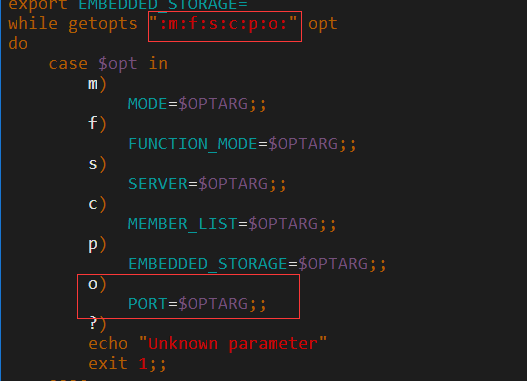 export EMBEDDED_STORAGE=
while getopts ":m:f:s:c:p:o:" opt
do
    case $opt in
        m)
            MODE=$OPTARG;;
        f)
            FUNCTION_MODE=$OPTARG;;
        s)
            SERVER=$OPTARG;;
        c)
            MEMBER_LIST=$OPTARG;;
        p)
            EMBEDDED_STORAGE=$OPTARG;;
        o)
            PORT=$OPTARG;;
        ?)
        echo "Unknown parameter"
        exit 1;;